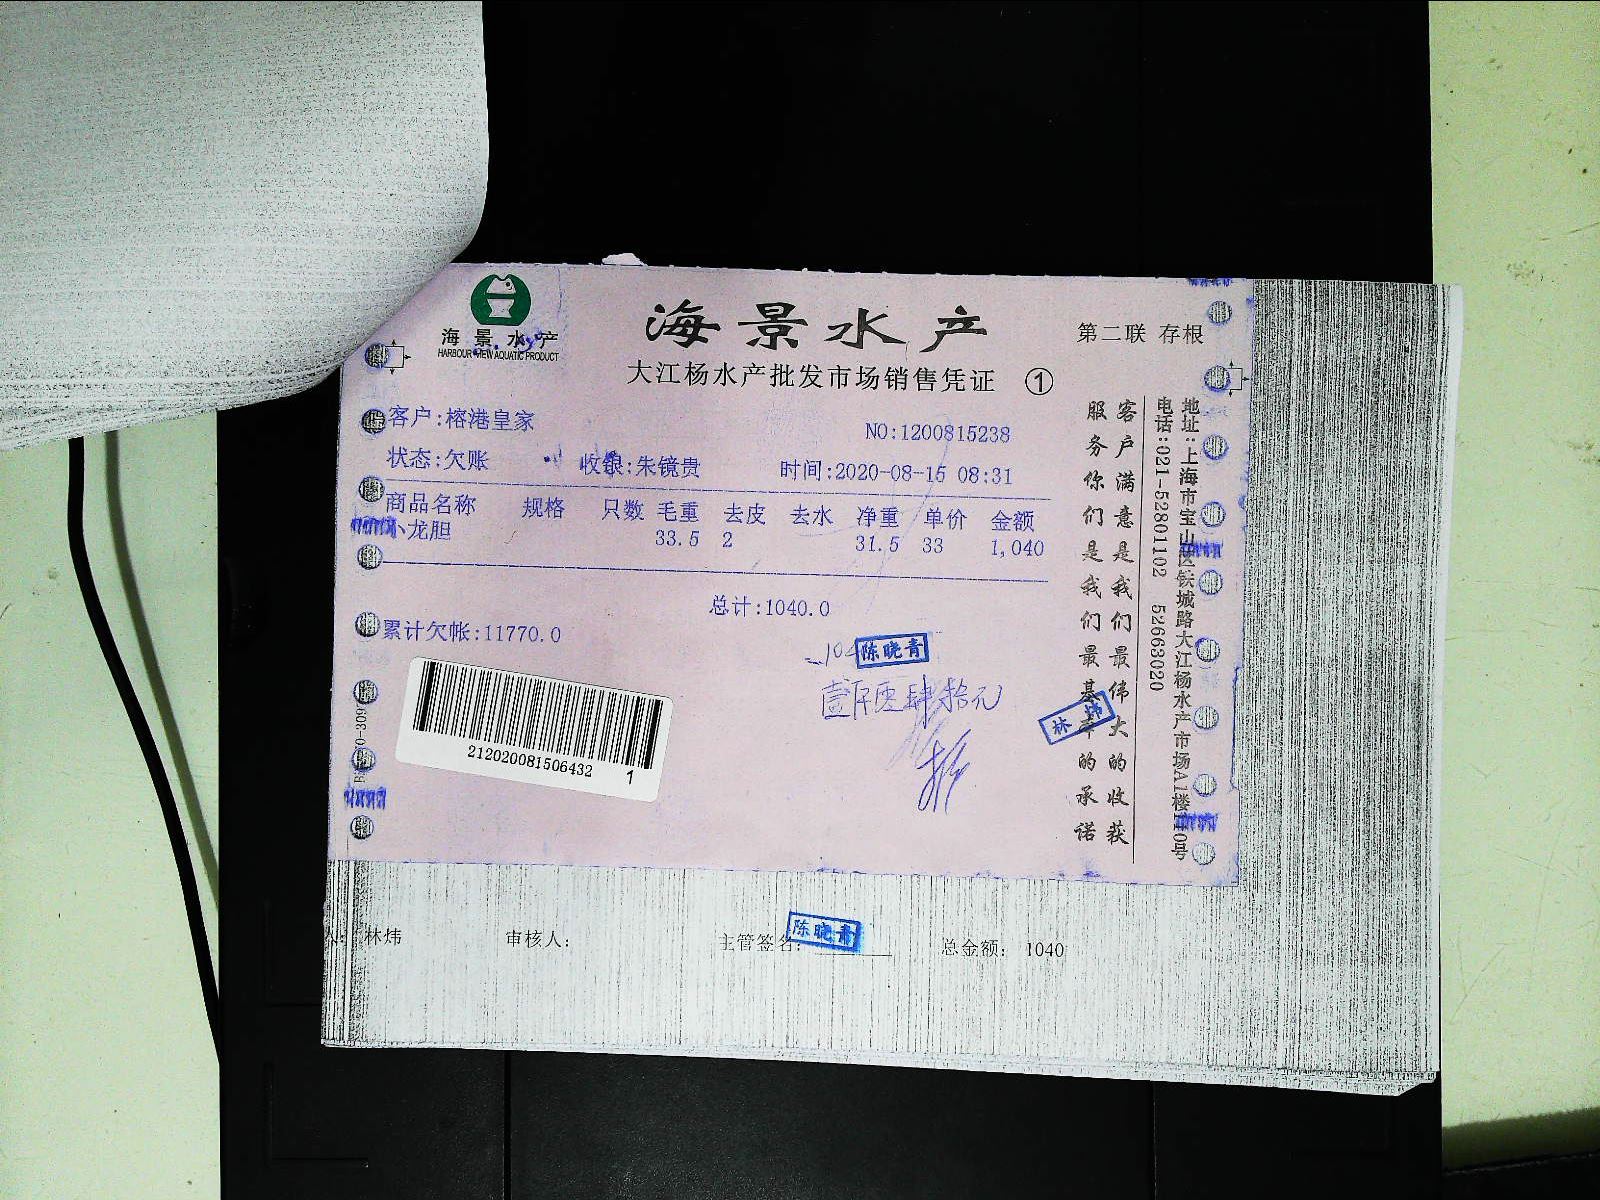 海景水产
HARBOUR VIEW AQUATIC PRODUCT
海景水产
第二联 存根
大江杨水产批发市场销售凭证 ①
客户:榕港皇家
NO:1200815238
状态:欠账 收银:朱镜贵 时间:2020-08-15 08:31
商品名称 规格 只数 毛重 去皮 去水 净重 单价 金额
小龙胆 33.5 2 31.5 33 1,040
总计:1040.0
累计欠帐:11770.0
陈晓青
壹仟零肆拾元
林炜
212020081506432 1
客户满意是我们最伟大的收获
服务你们是我们最基本的承诺
地址:上海市宝山区铁城路大江杨水产市场A1楼110号
电话:021-52801102 52663020
林炜 审核人: 主管签名: 陈晓青 总金额: 1040